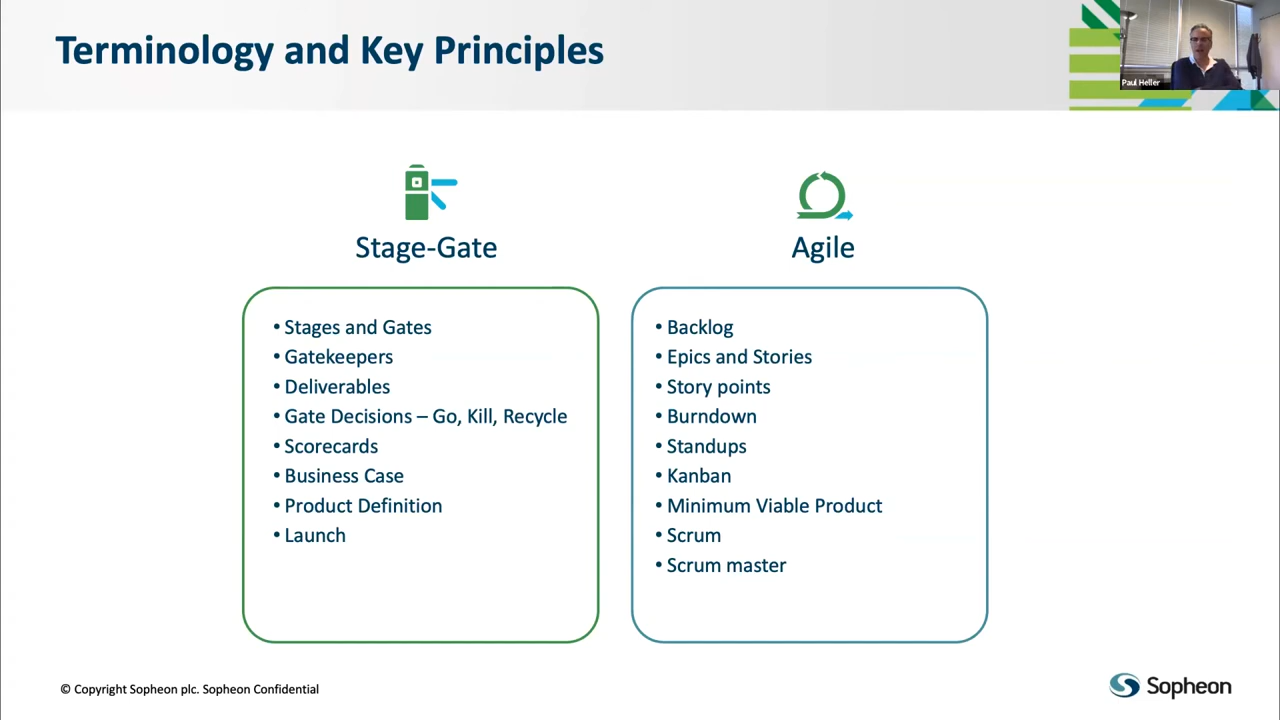 Terminology and Key Principles
Paul Heller
Stage-Gate
• Stages and Gates
• Gatekeepers
• Deliverables
• Gate Decisions – Go, Kill, Recycle
• Scorecards
• Business Case
• Product Definition
• Launch
Agile
• Backlog
• Epics and Stories
• Story points
• Burndown
• Standups
• Kanban
• Minimum Viable Product
• Scrum
• Scrum master
© Copyright Sopheon plc. Sopheon Confidential
Sopheon